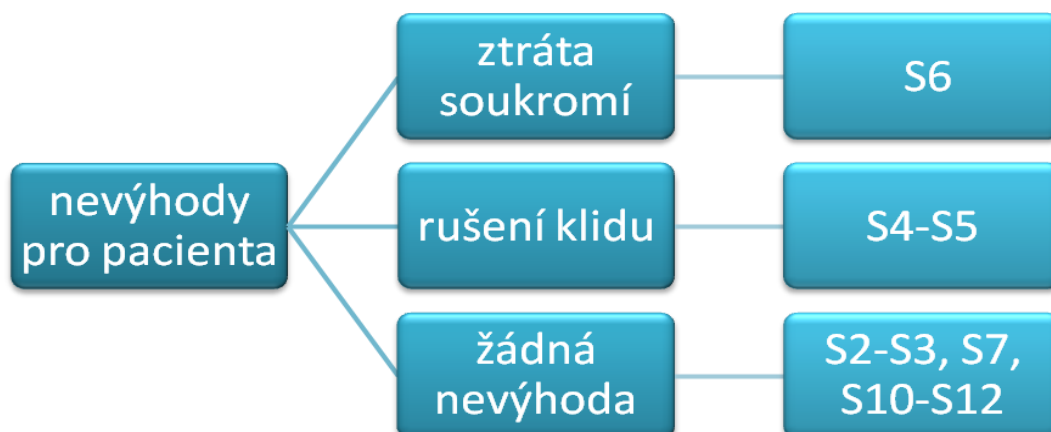 nevýhody
pro pacienta
ztráta
soukromí
S6
rušení klidu
S4-S5
žádná
nevýhoda
S2-S3, S7,
S10-S12